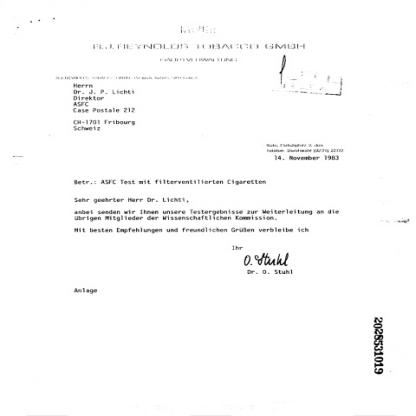 R.J. REYNOLDS TOBACCO GMBH
HAUPTVERWALTUNG
Herrn
Dr. J. P. Lichti
Direktor
ASFC
Case Postale 212
CH-1701 Fribourg
Schweiz
14. November 1983
Betr.: ASFC Test mit filterventilierten Cigaretten
Sehr geehrter Herr Dr. Lichti,
anbei senden wir Ihnen unsere Testergebnisse zur Weiterleitung an die
übrigen Mitglieder der Wissenschaftlichen Kommission.
Mit besten Empfehlungen und freundlichen Grüßen verbleibe ich
Ihr
O. Stuhl
Dr. O. Stuhl
Anlage
2028531019